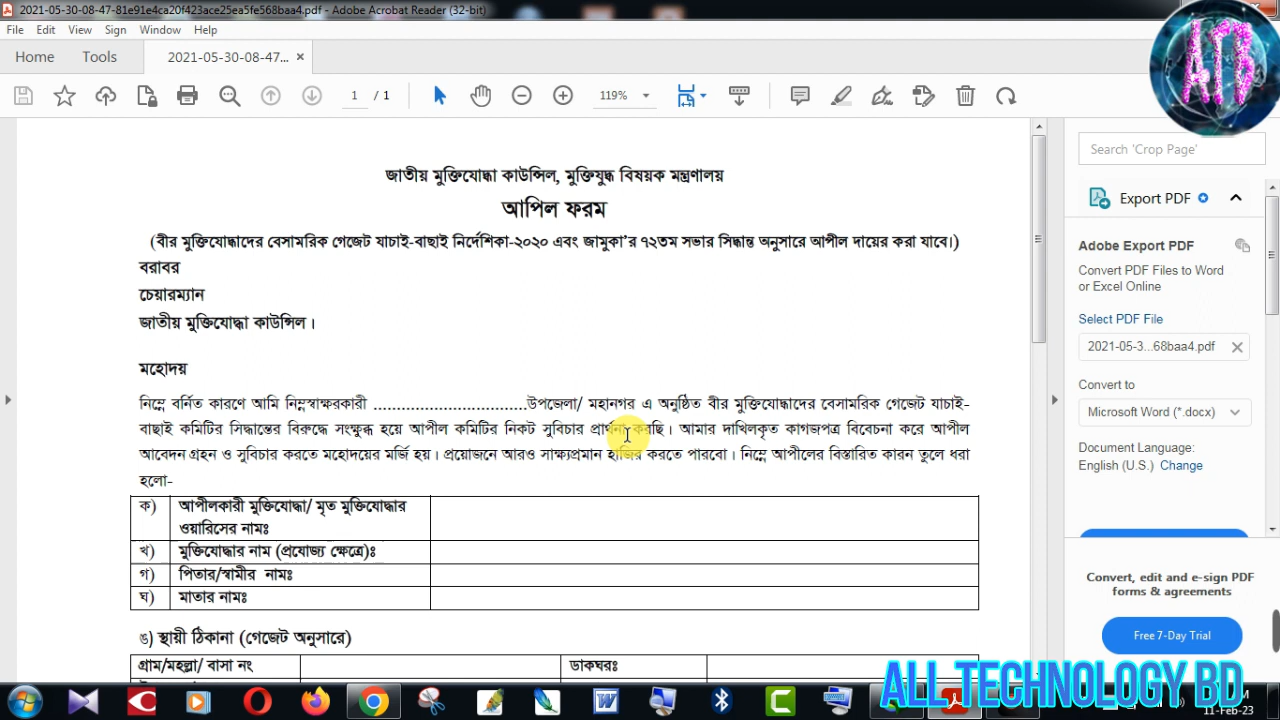 2021-05-30-08-47-81e91e4ca20f423ace25ea5fe568baa4.pdf - Adobe Acrobat Reader (32-bit)
File Edit View Sign Window Help
Home Tools 2021-05-30-08-47... ×
1 / 1 119%
জাতীয় মুক্তিযোদ্ধা কাউন্সিল, মুক্তিযুদ্ধ বিষয়ক মন্ত্রণালয়
আপিল ফরম
(বীর মুক্তিযোদ্ধাদের বেসামরিক গেজেট যাচাই-বাছাই নির্দেশিকা-২০২০ এবং জামুকা'র ৭২তম সভার সিদ্ধান্ত অনুসারে আপীল দায়ের করা যাবে।)
বরাবর
চেয়ারম্যান
জাতীয় মুক্তিযোদ্ধা কাউন্সিল।
মহোদয়
নিম্নে বর্নিত কারণে আমি নিম্নস্বাক্ষরকারী .................................উপজেলা/ মহানগর এ অনুষ্ঠিত বীর মুক্তিযোদ্ধাদের বেসামরিক গেজেট যাচাই-
বাছাই কমিটির সিদ্ধান্তের বিরুদ্ধে সংক্ষুব্ধ হয়ে আপীল কমিটির নিকট সুবিচার প্রার্থনা করছি। আমার দাখিলকৃত কাগজপত্র বিবেচনা করে আপীল
আবেদন গ্রহন ও সুবিচার করতে মহোদয়ের মর্জি হয়। প্রয়োজনে আরও সাক্ষ্যপ্রমান হাজির করতে পারবো। নিম্নে আপীলের বিস্তারিত কারন তুলে ধরা
হলো-
ক) আপীলকারী মুক্তিযোদ্ধা/ মৃত মুক্তিযোদ্ধার
ওয়ারিসের নামঃ
খ) মুক্তিযোদ্ধার নাম (প্রযোজ্য ক্ষেত্রে)ঃ
গ) পিতার/স্বামীর নামঃ
ঘ) মাতার নামঃ
ঙ) স্থায়ী ঠিকানা (গেজেট অনুসারে)
গ্রাম/মহল্লা/ বাসা নং ডাকঘরঃ
Search 'Crop Page'
Export PDF
Adobe Export PDF
Convert PDF Files to Word
or Excel Online
Select PDF File
2021-05-3...68baa4.pdf
Convert to
Microsoft Word (*.docx)
Document Language:
English (U.S.) Change
Convert, edit and e-sign PDF
forms & agreements
Free 7-Day Trial
ATB
ALL TECHNOLOGY BD
11-Feb-23